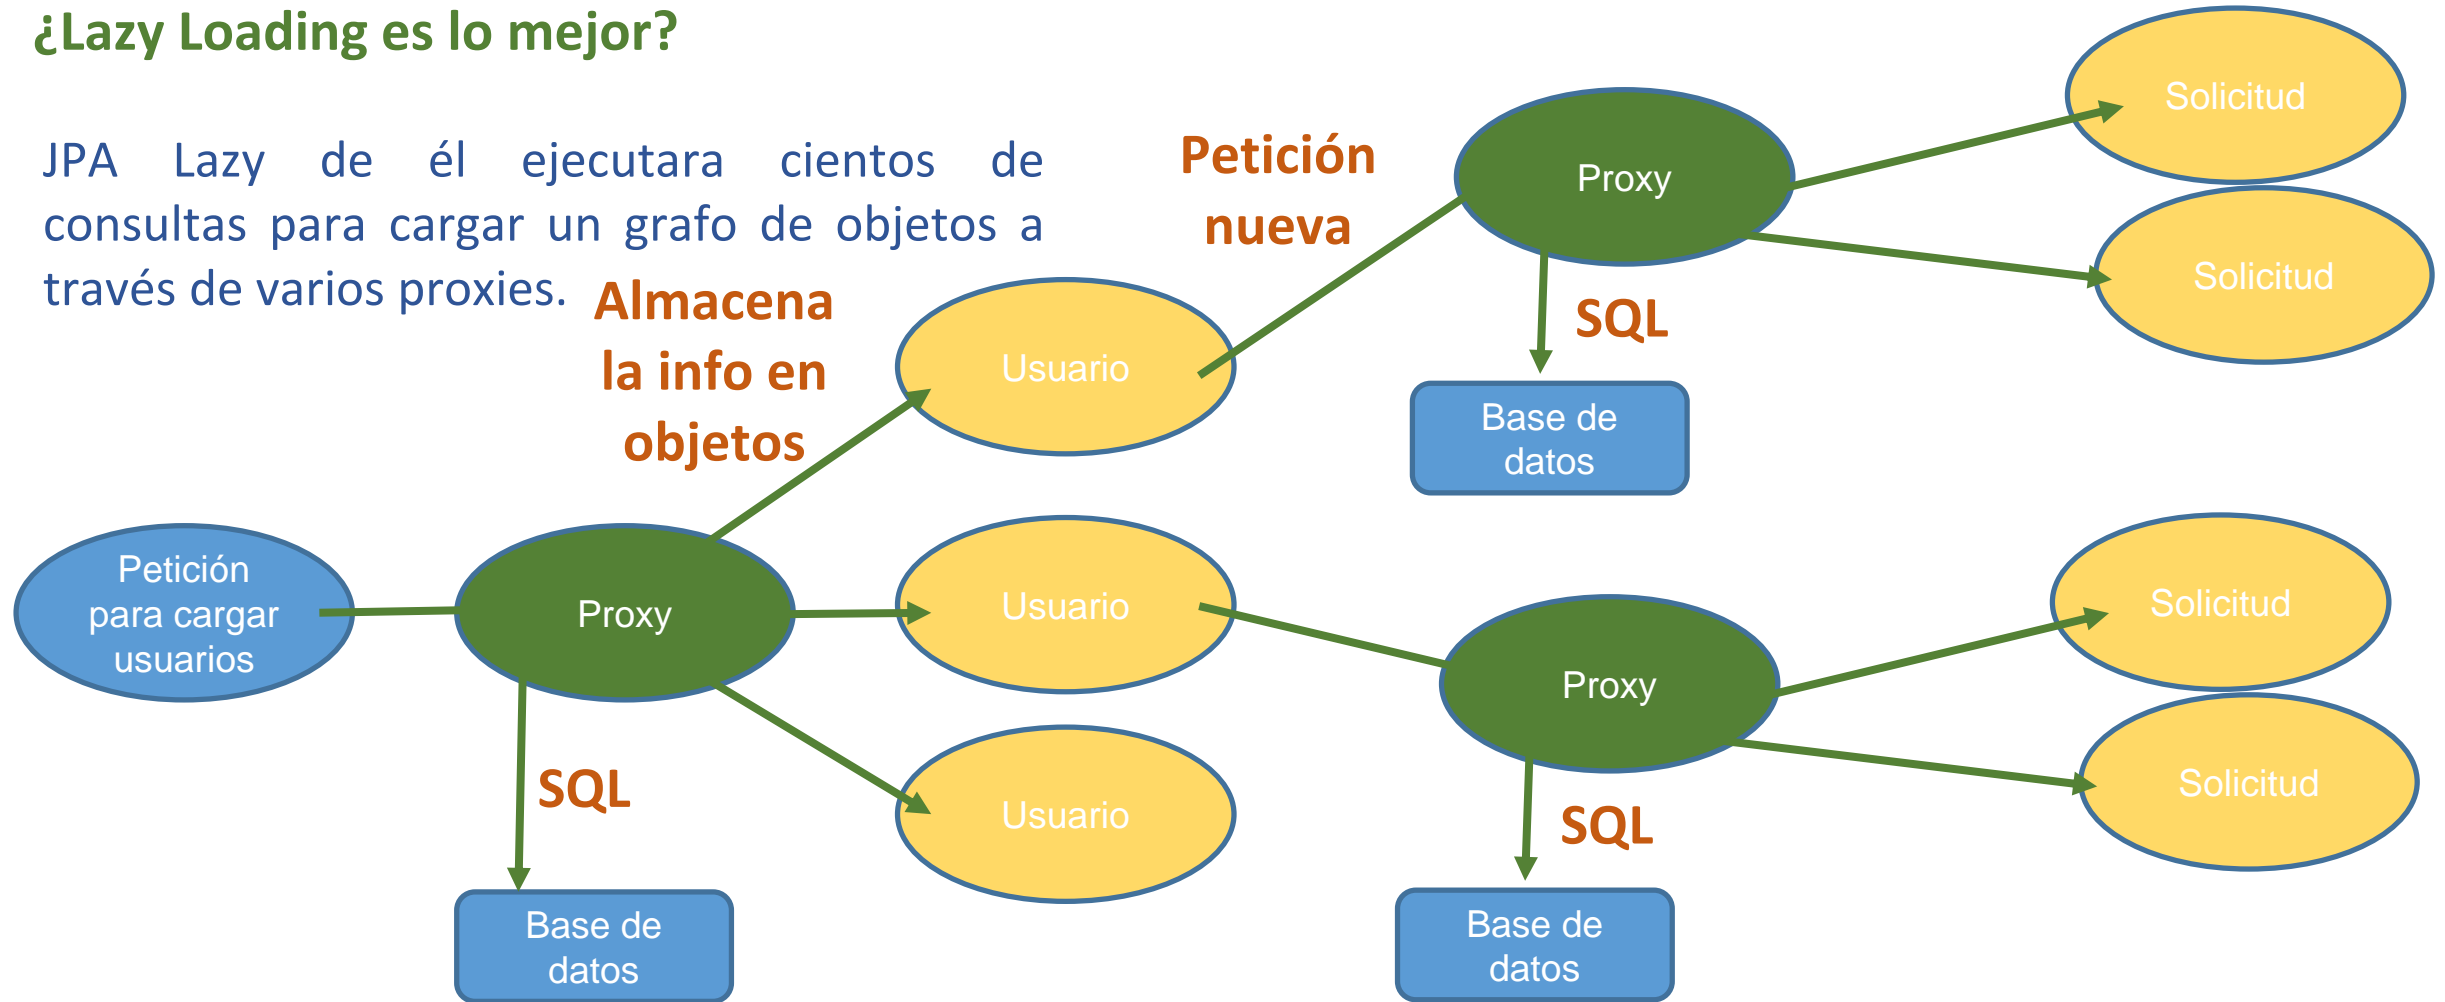 ¿Lazy Loading es lo mejor?
JPA Lazy de él ejecutara cientos de
consultas para cargar un grafo de objetos a
través de varios proxies.
Almacena
la info en
objetos
Petición
nueva
Proxy
Solicitud
Solicitud
SQL
Base de
datos
Usuario
Petición
para cargar
usuarios
Proxy
Usuario
Usuario
SQL
Base de
datos
Proxy
Solicitud
Solicitud
SQL
Base de
datos